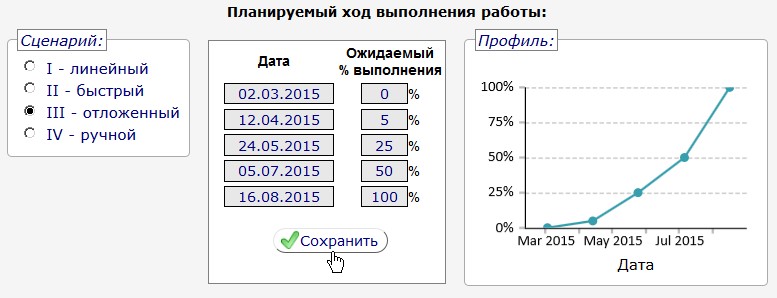 Планируемый ход выполнения работы:
Сценарий:
I - линейный
II - быстрый
III - отложенный
IV - ручной
Дата
Ожидаемый
% выполнения
02.03.2015 0 %
12.04.2015 5 %
24.05.2015 25 %
05.07.2015 50 %
16.08.2015 100 %
Сохранить
Профиль:
100%
75%
50%
25%
0%
Mar 2015 May 2015 Jul 2015
Дата